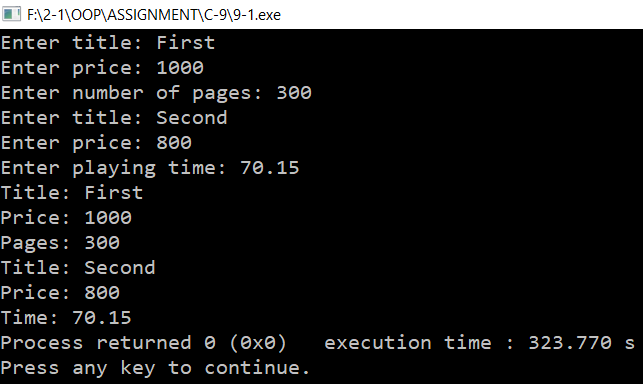 F:\2-1\OOP\ASSIGNMENT\C-9\9-1.exe
Enter title: First
Enter price: 1000
Enter number of pages: 300
Enter title: Second
Enter price: 800
Enter playing time: 70.15
Title: First
Price: 1000
Pages: 300
Title: Second
Price: 800
Time: 70.15
Process returned 0 (0x0)   execution time : 323.770 s
Press any key to continue.